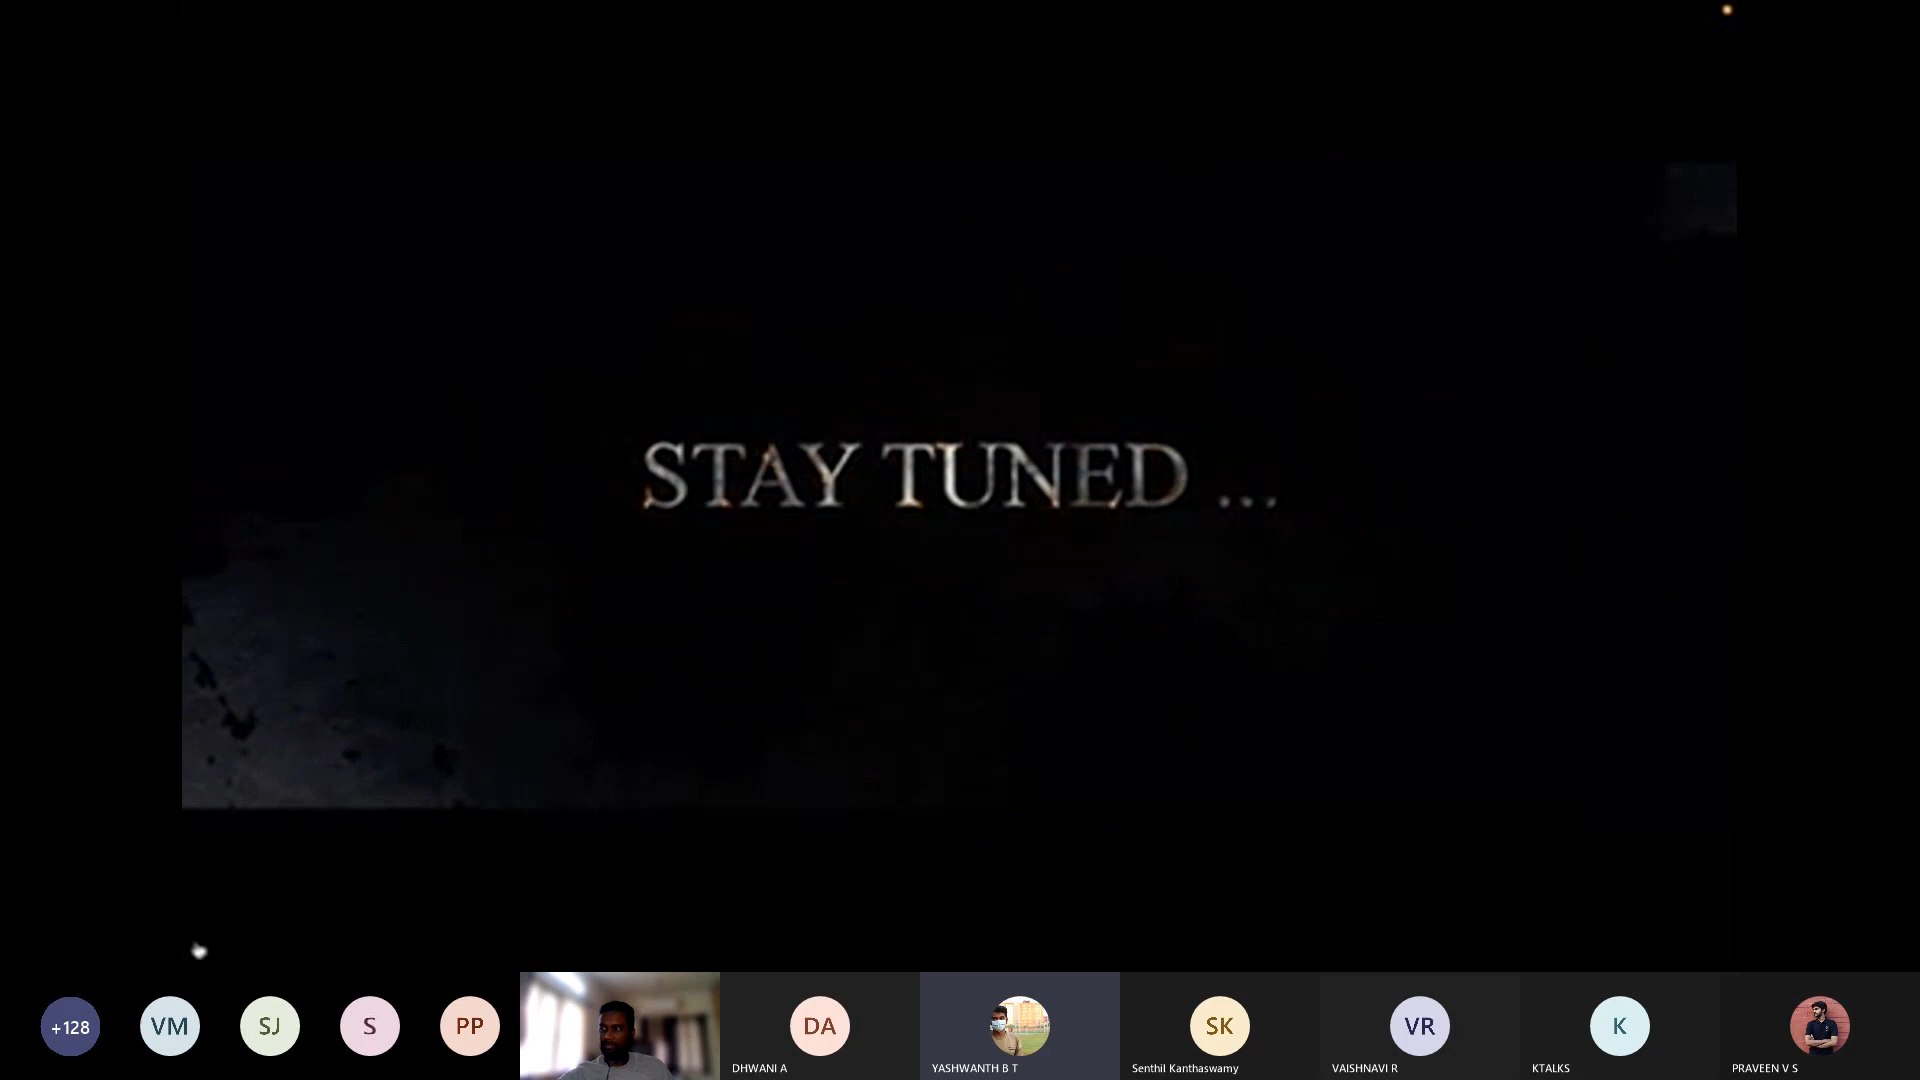 STAY TUNED ...
+128
VM
SJ
S
PP
DA
DHWANI A
YASHWANTH B T
SK
Senthil Kanthaswamy
VR
VAISHNAVI R
K
KTALKS
PRAVEEN V S